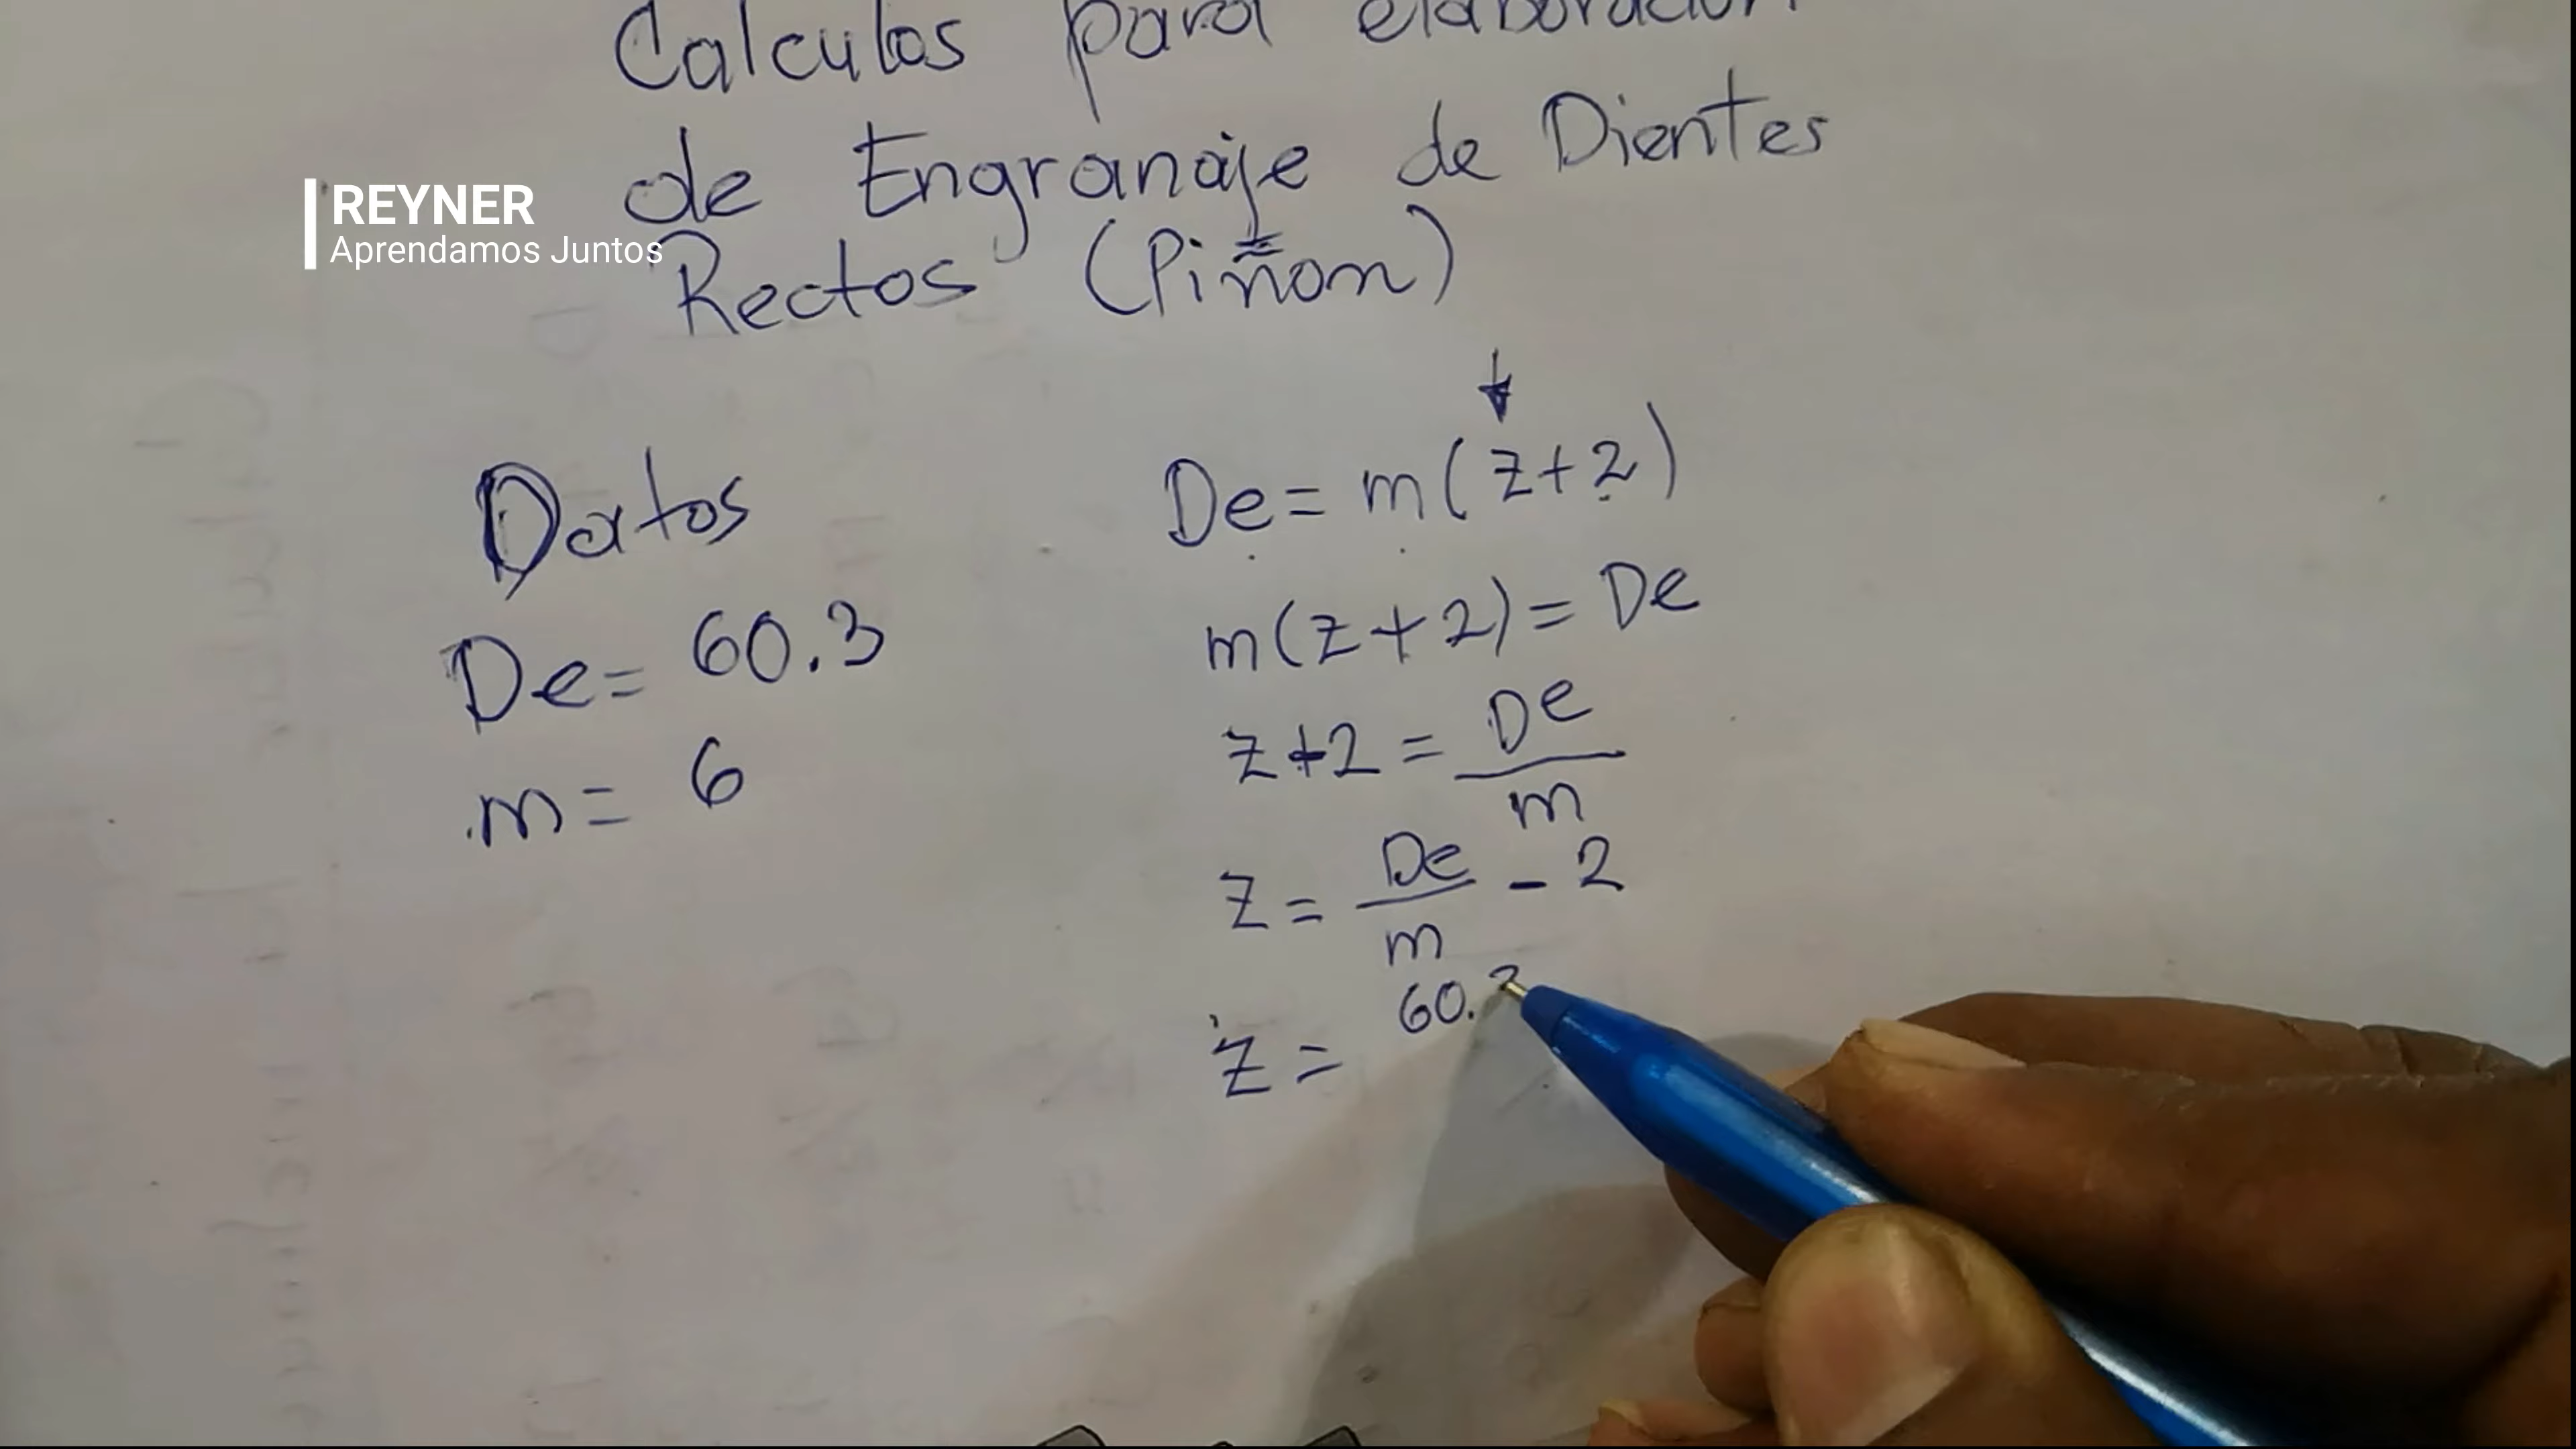 Calculos para elaboracion
de Engranaje de Dientes
Rectos (Piñon)
REYNER
Aprendamos Juntos
Datos
De= 60.3
m= 6
De= m(z+2)
m(z+2)= De
z+2= De/m
z= De/m - 2
z= 60.3